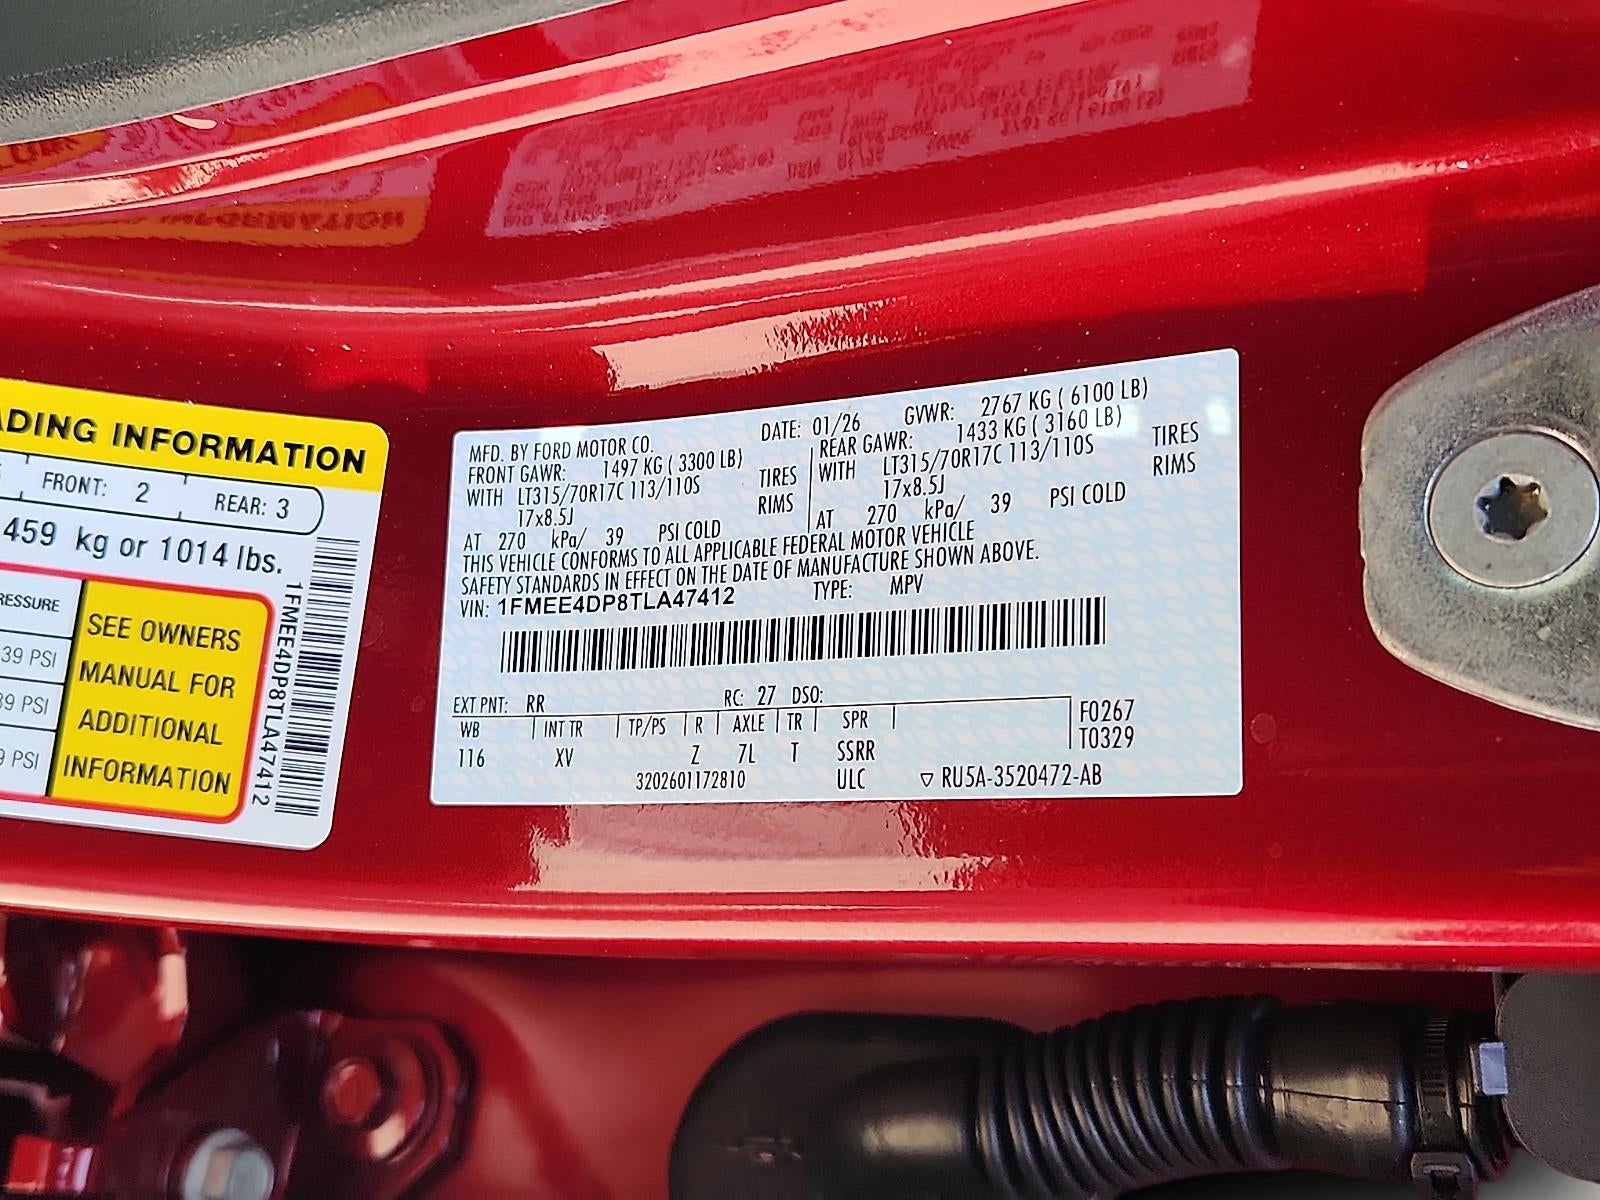 ADING INFORMATION
FRONT: 2 REAR: 3
459 kg or 1014 lbs.
RESSURE
39 PSI
39 PSI
9 PSI
SEE OWNERS
MANUAL FOR
ADDITIONAL
INFORMATION
1FMEE4DP8TLA47412
MFD. BY FORD MOTOR CO. DATE: 01/26 GVWR: 2767 KG ( 6100 LB)
FRONT GAWR: 1497 KG ( 3300 LB) REAR GAWR: 1433 KG ( 3160 LB)
WITH LT315/70R17C 113/110S TIRES WITH LT315/70R17C 113/110S TIRES
17x8.5J RIMS 17x8.5J RIMS
AT 270 kPa/ 39 PSI COLD AT 270 kPa/ 39 PSI COLD
THIS VEHICLE CONFORMS TO ALL APPLICABLE FEDERAL MOTOR VEHICLE
SAFETY STANDARDS IN EFFECT ON THE DATE OF MANUFACTURE SHOWN ABOVE.
VIN: 1FMEE4DP8TLA47412 TYPE: MPV
EXT PNT: RR RC: 27 DSO:
WB INT TR TP/PS R AXLE TR SPR F0267
116 XV Z 7L T SSRR T0329
3202601172810 ULC ▽ RU5A-3520472-AB